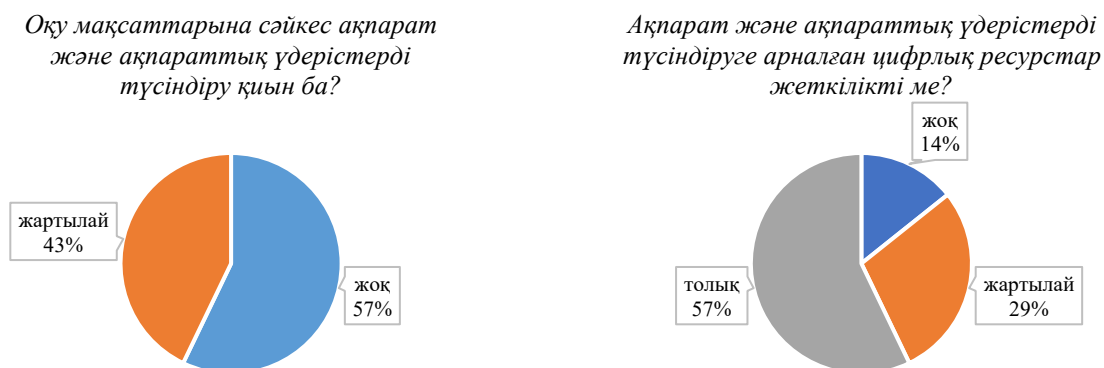 Оқу мақсаттарына сәйкес ақпарат
және ақпараттық үдерістерді
түсіндіру қиын ба?
жартылай
43%
жоқ
57%
Ақпарат және ақпараттық үдерістерді
түсіндіруге арналған цифрлық ресурстар
жеткілікті ме?
жоқ
14%
толық
57%
жартылай
29%